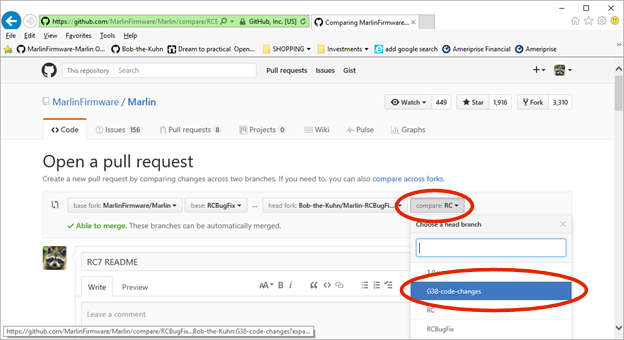 https://github.com/MarlinFirmware/Marlin/compare/RCB
GitHub, Inc. [US]
Comparing MarlinFirmware...
File Edit View Favorites Tools Help
MarlinFirmware-Marlin O... Bob-the-Kuhn Dream to practical Open... SHOPPING Investments add google search Ameriprise Financial Ameriprise
This repository Search Pull requests Issues Gist
MarlinFirmware / Marlin Watch 449 Star 1,916 Fork 3,310
Code Issues 156 Pull requests 8 Projects 0 Wiki Pulse Graphs
Open a pull request
Create a new pull request by comparing changes across two branches. If you need to, you can also compare across forks.
base fork: MarlinFirmware/Marlin base: RCBugFix ... head fork: Bob-the-Kuhn/Marlin-RCBugFi... compare: RC
Able to merge. These branches can be automatically merged.
Choose a head branch
RC7 README
Write Preview AA B i
G38-code-changes
Leave a comment
RC
RCBugFix
https://github.com/MarlinFirmware/Marlin/compare/RCBugFix...Bob-the-Kuhn:G38-code-changes?expa...